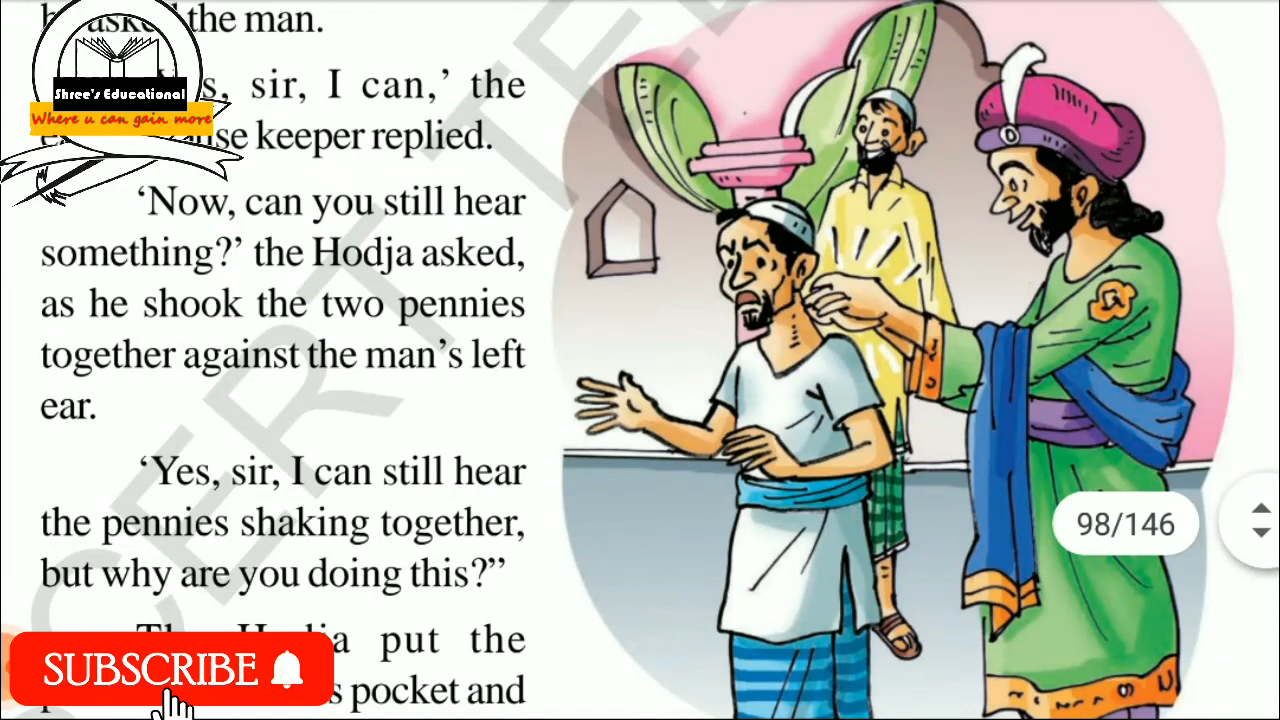 asked the man.
sir, I can,’ the
keeper replied.
‘Now, can you still hear
something?’ the Hodja asked,
as he shook the two pennies
together against the man’s left
ear.
‘Yes, sir, I can still hear
the pennies shaking together,
but why are you doing this?”
put the
pocket and
Shree's Educational
Where u can gain more
98/146
SUBSCRIBE